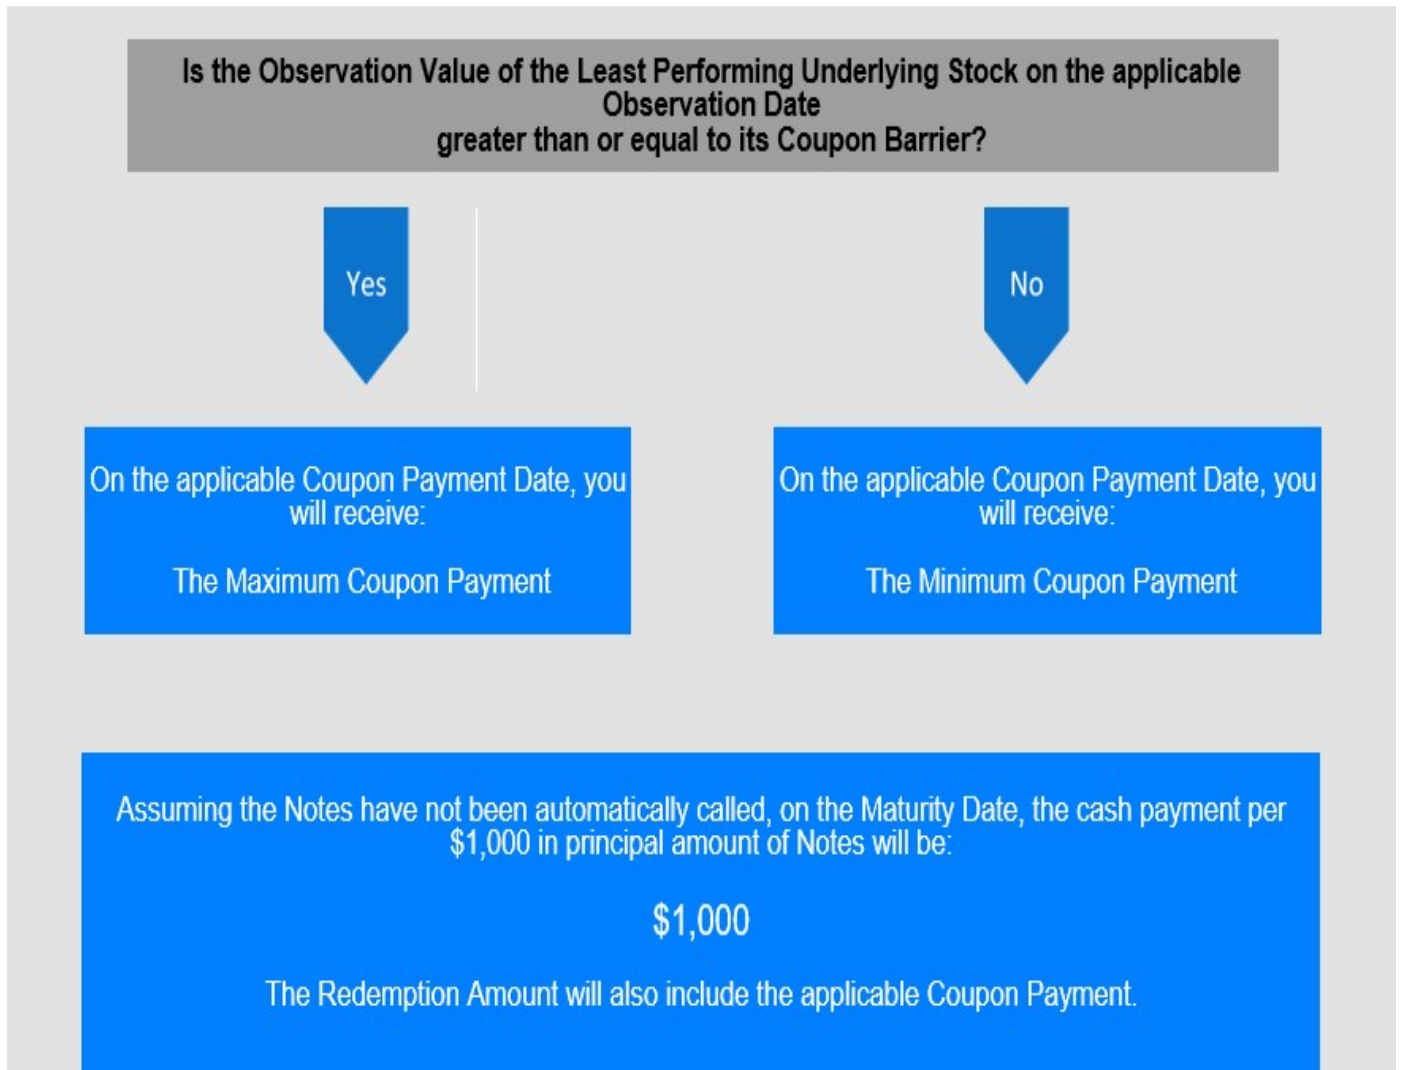 Is the Observation Value of the Least Performing Underlying Stock on the applicable
Observation Date
greater than or equal to its Coupon Barrier?
Yes
No
On the applicable Coupon Payment Date, you
will receive:
The Maximum Coupon Payment
On the applicable Coupon Payment Date, you
will receive:
The Minimum Coupon Payment
Assuming the Notes have not been automatically called, on the Maturity Date, the cash payment per
$1,000 in principal amount of Notes will be:
$1,000
The Redemption Amount will also include the applicable Coupon Payment.